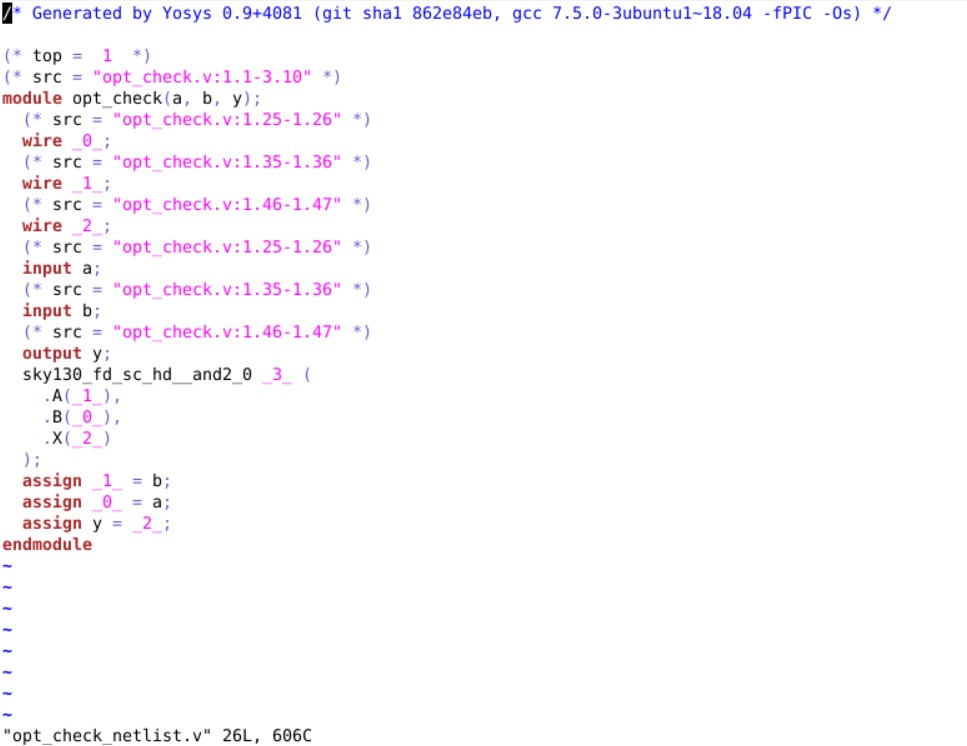 /* Generated by Yosys 0.9+4081 (git sha1 862e84eb, gcc 7.5.0-3ubuntu1~18.04 -fPIC -Os) */

(* top =  1  *)
(* src = "opt_check.v:1.1-3.10" *)
module opt_check(a, b, y);
  (* src = "opt_check.v:1.25-1.26" *)
  wire _0_;
  (* src = "opt_check.v:1.35-1.36" *)
  wire _1_;
  (* src = "opt_check.v:1.46-1.47" *)
  wire _2_;
  (* src = "opt_check.v:1.25-1.26" *)
  input a;
  (* src = "opt_check.v:1.35-1.36" *)
  input b;
  (* src = "opt_check.v:1.46-1.47" *)
  output y;
  sky130_fd_sc_hd__and2_0 _3_ (
    .A(_1_),
    .B(_0_),
    .X(_2_)
  );
  assign _1_ = b;
  assign _0_ = a;
  assign y = _2_;
endmodule
~
~
~
~
~
~
~
~
"opt_check_netlist.v" 26L, 606C